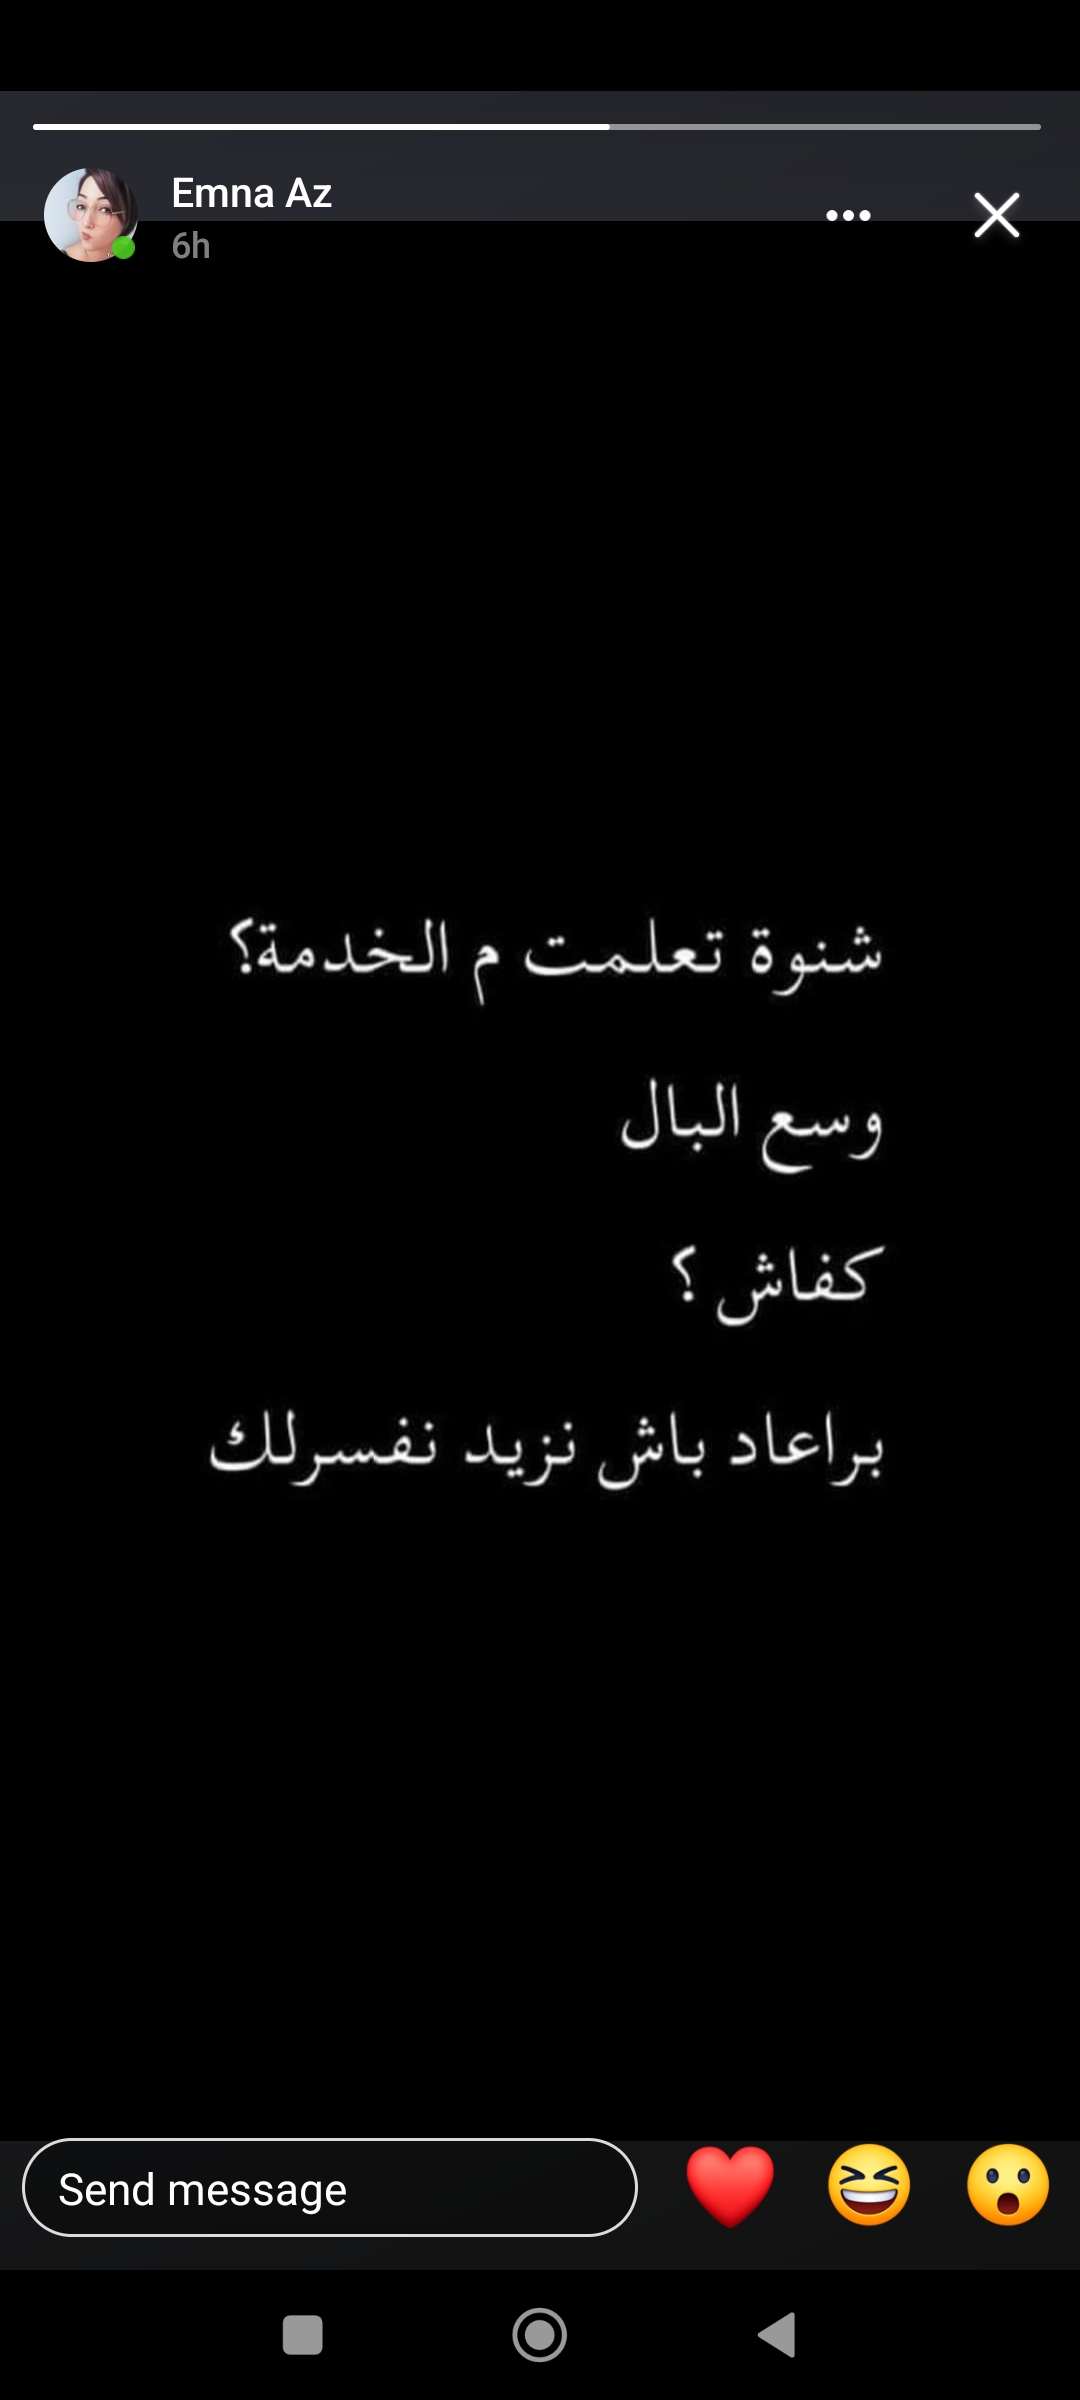 Emna Az
6h
شنوة تعلمت م الخدمة؟
وسع البال
كفاش ؟
براعاد باش نزيد نفسرلك
Send message